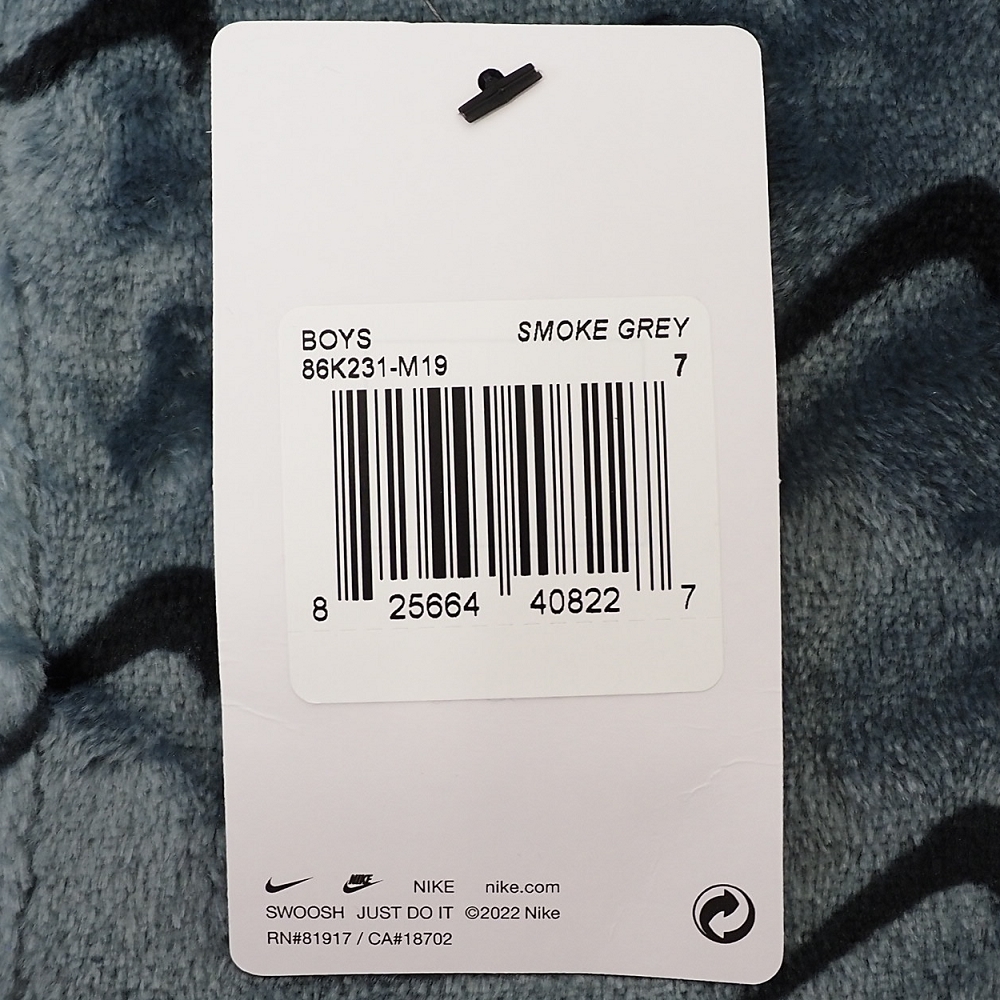 BOYS SMOKE GREY
86K231-M19 7
8 25664 40822 7
NIKE NIKE nike.com
SWOOSH JUST DO IT ©2022 Nike
RN#81917 / CA#18702